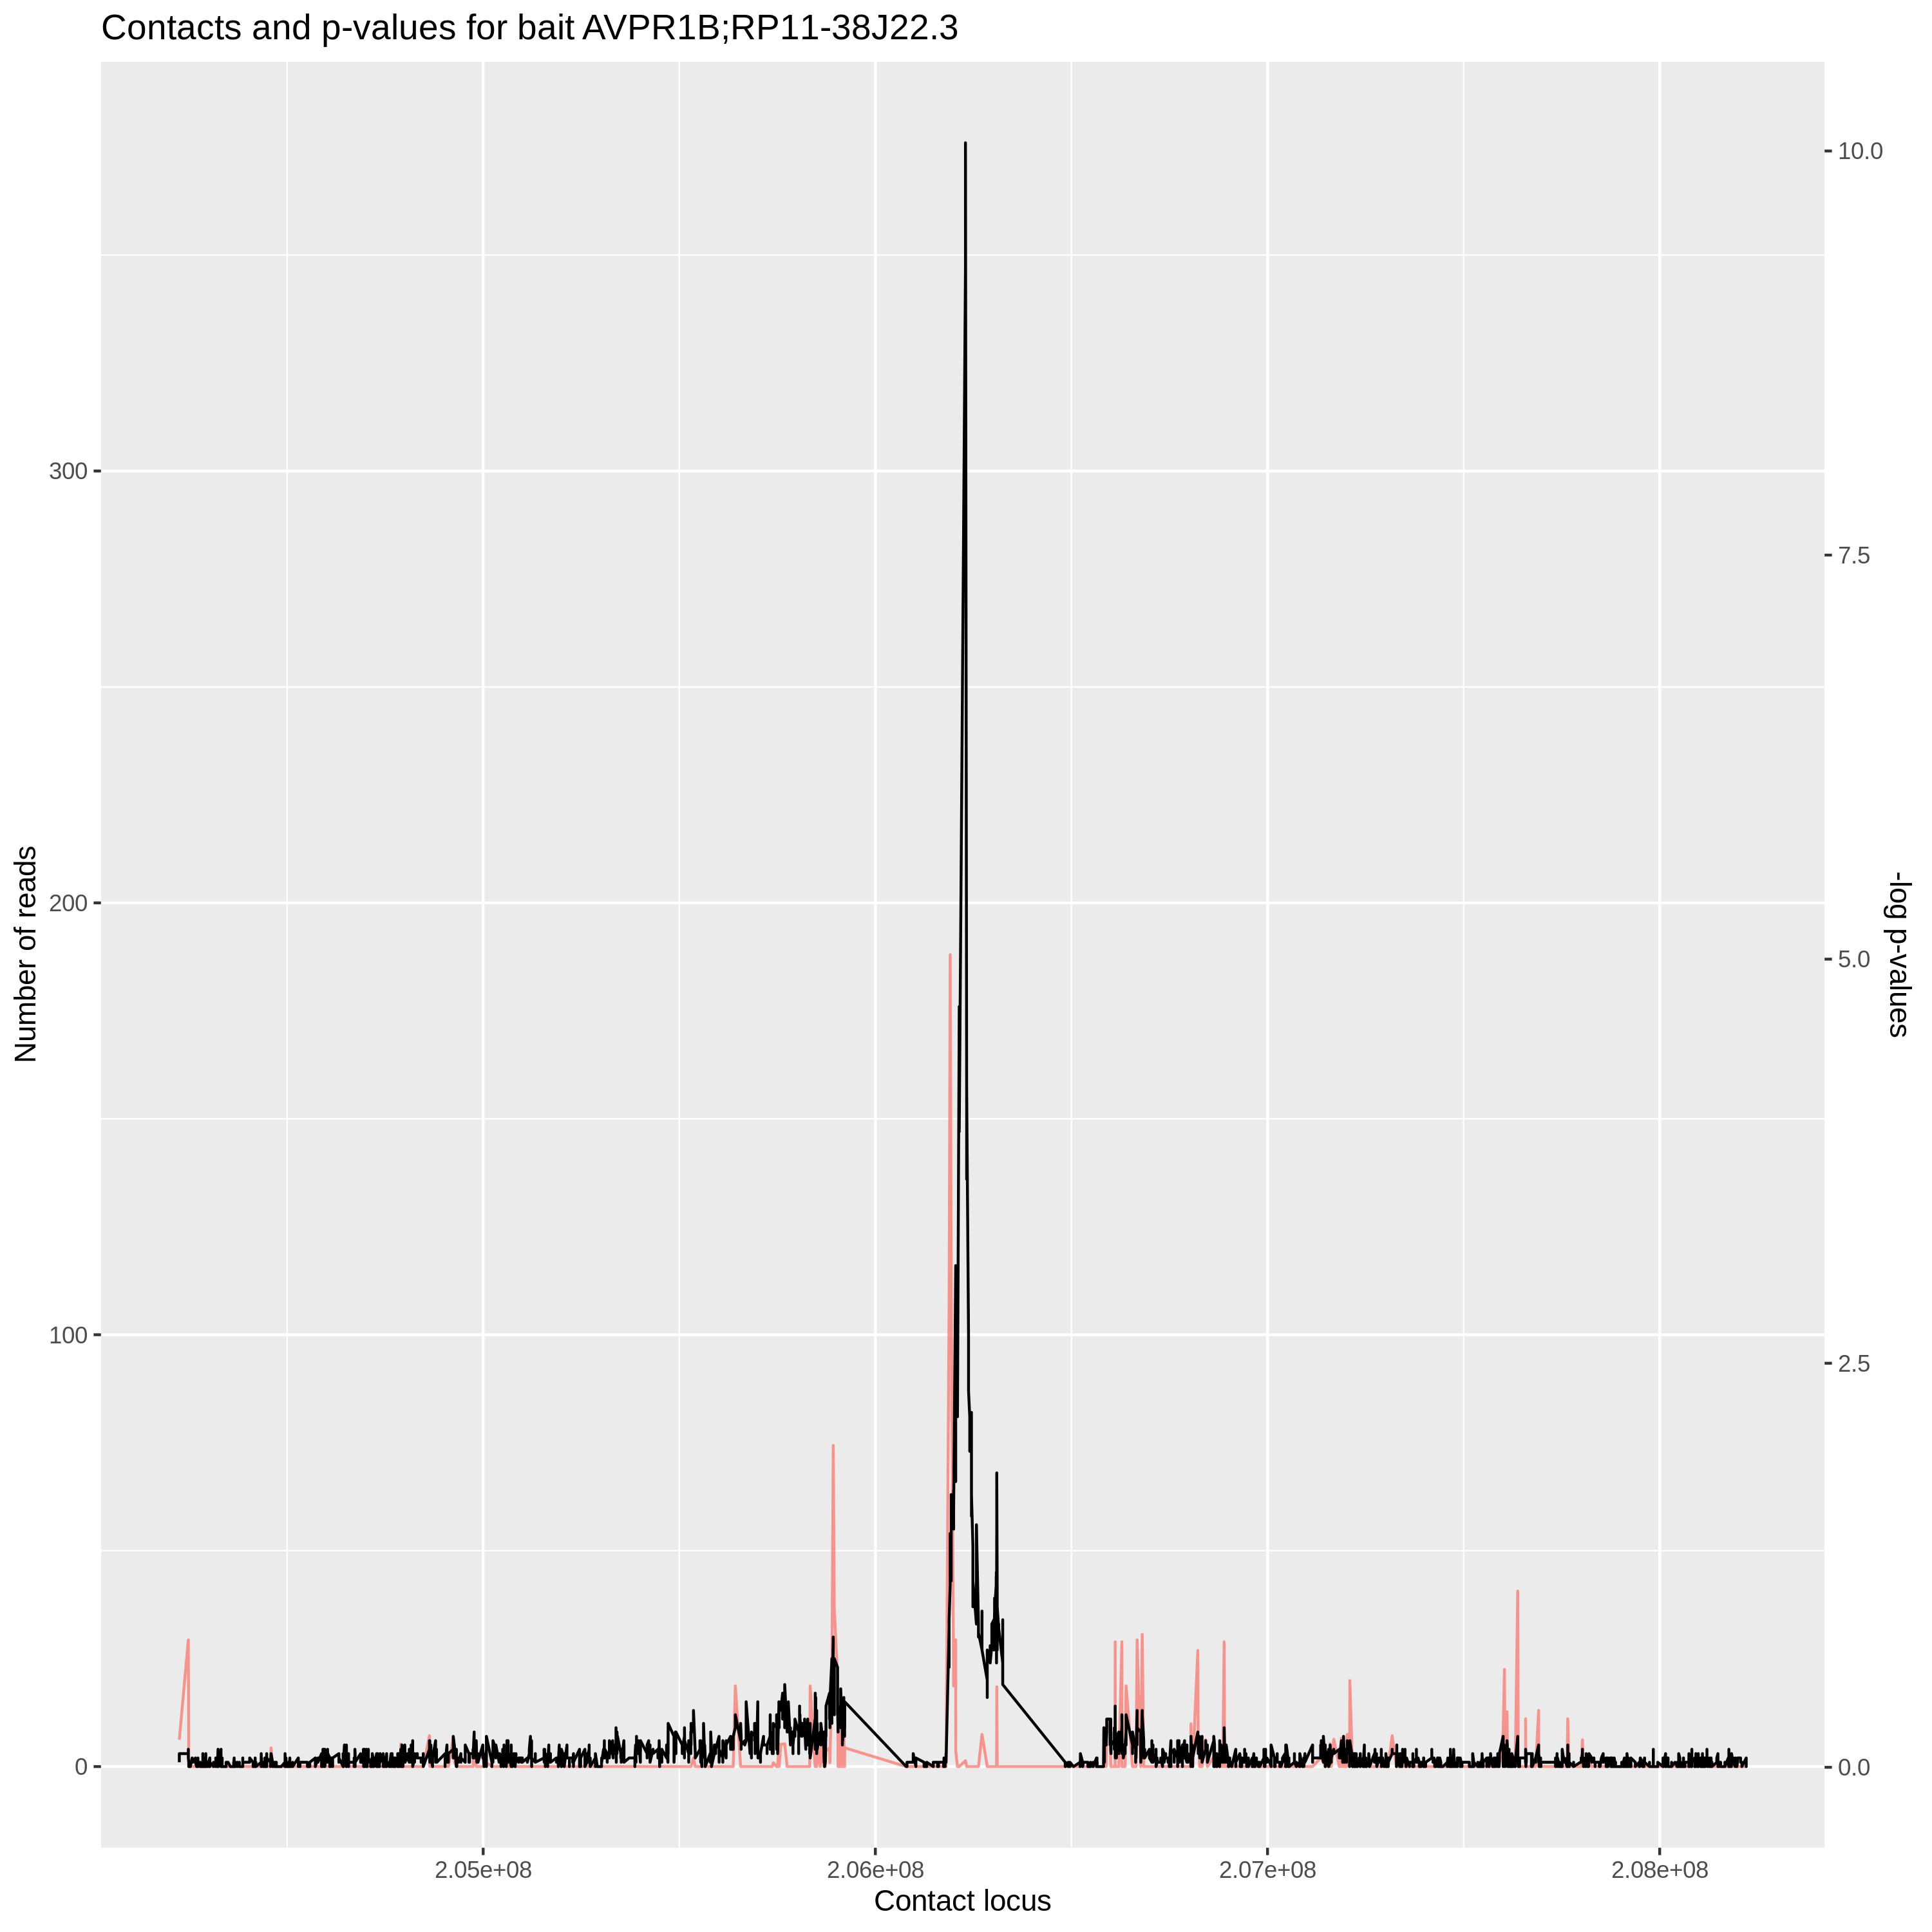 Contacts and p-values for bait AVPR1B;RP11-38J22.3
Number of reads
300
200
100
0
10.0
7.5
5.0
2.5
0.0
-log p-values
2.05e+08 2.06e+08 2.07e+08 2.08e+08
Contact locus